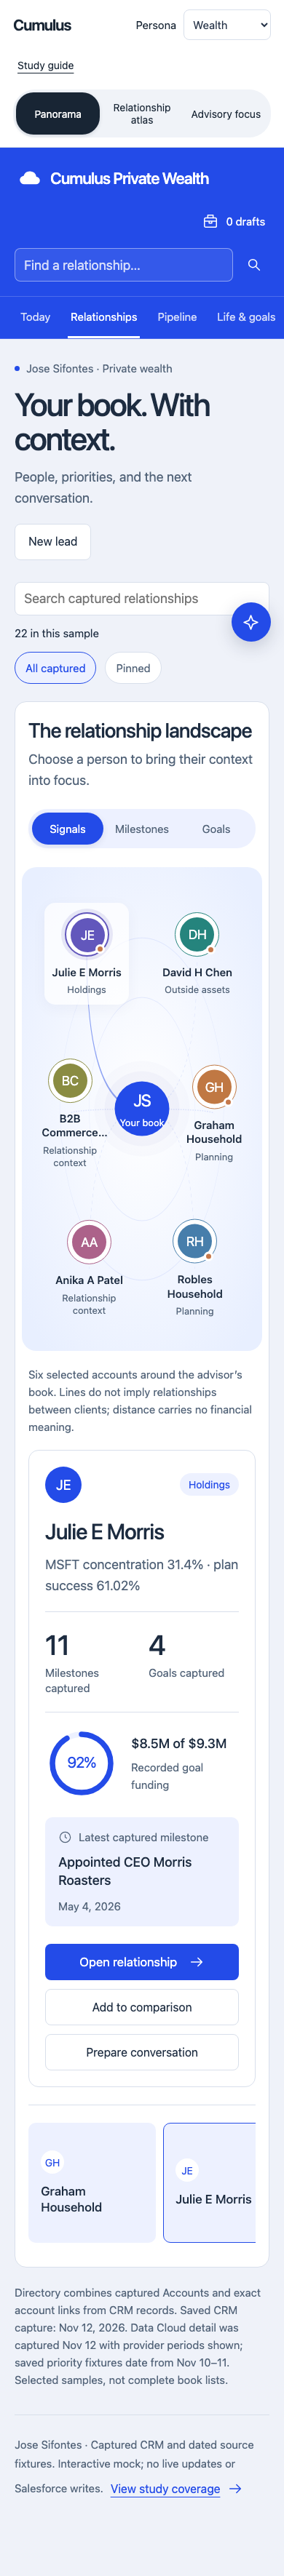 Cumulus
Persona
Wealth
Study guide
Panorama
Relationship
atlas
Advisory focus
Cumulus Private Wealth
0 drafts
Find a relationship...
Today
Relationships
Pipeline
Life & goals
Jose Sifontes · Private wealth
Your book. With
context.
People, priorities, and the next
conversation.
New lead
Search captured relationships
22 in this sample
All captured
Pinned
The relationship landscape
Choose a person to bring their context
into focus.
Signals
Milestones
Goals
JE
Julie E Morris
Holdings
DH
David H Chen
Outside assets
BC
B2B
Commerce...
Relationship
context
JS
Your book
GH
Graham
Household
Planning
AA
Anika A Patel
Relationship
context
RH
Robles
Household
Planning
Six selected accounts around the advisor's
book. Lines do not imply relationships
between clients; distance carries no financial
meaning.
JE
Holdings
Julie E Morris
MSFT concentration 31.4% · plan
success 61.02%
11
Milestones
captured
4
Goals captured
92%
$8.5M of $9.3M
Recorded goal
funding
Latest captured milestone
Appointed CEO Morris
Roasters
May 4, 2026
Open relationship
Add to comparison
Prepare conversation
GH
Graham
Household
JE
Julie E Morris
Directory combines captured Accounts and exact
account links from CRM records. Saved CRM
capture: Nov 12, 2026. Data Cloud detail was
captured Nov 12 with provider periods shown;
saved priority fixtures date from Nov 10–11.
Selected samples, not complete book lists.
Jose Sifontes · Captured CRM and dated source
fixtures. Interactive mock; no live updates or
Salesforce writes. View study coverage